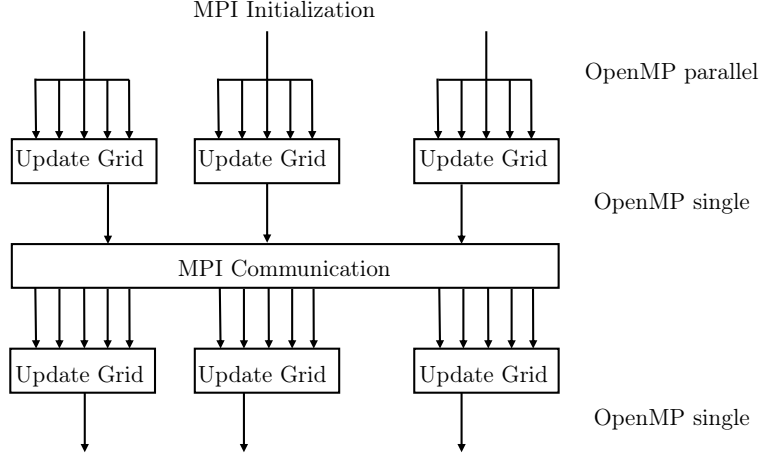 MPI Initialization
OpenMP parallel
Update Grid
Update Grid
Update Grid
OpenMP single
MPI Communication
Update Grid
Update Grid
Update Grid
OpenMP single